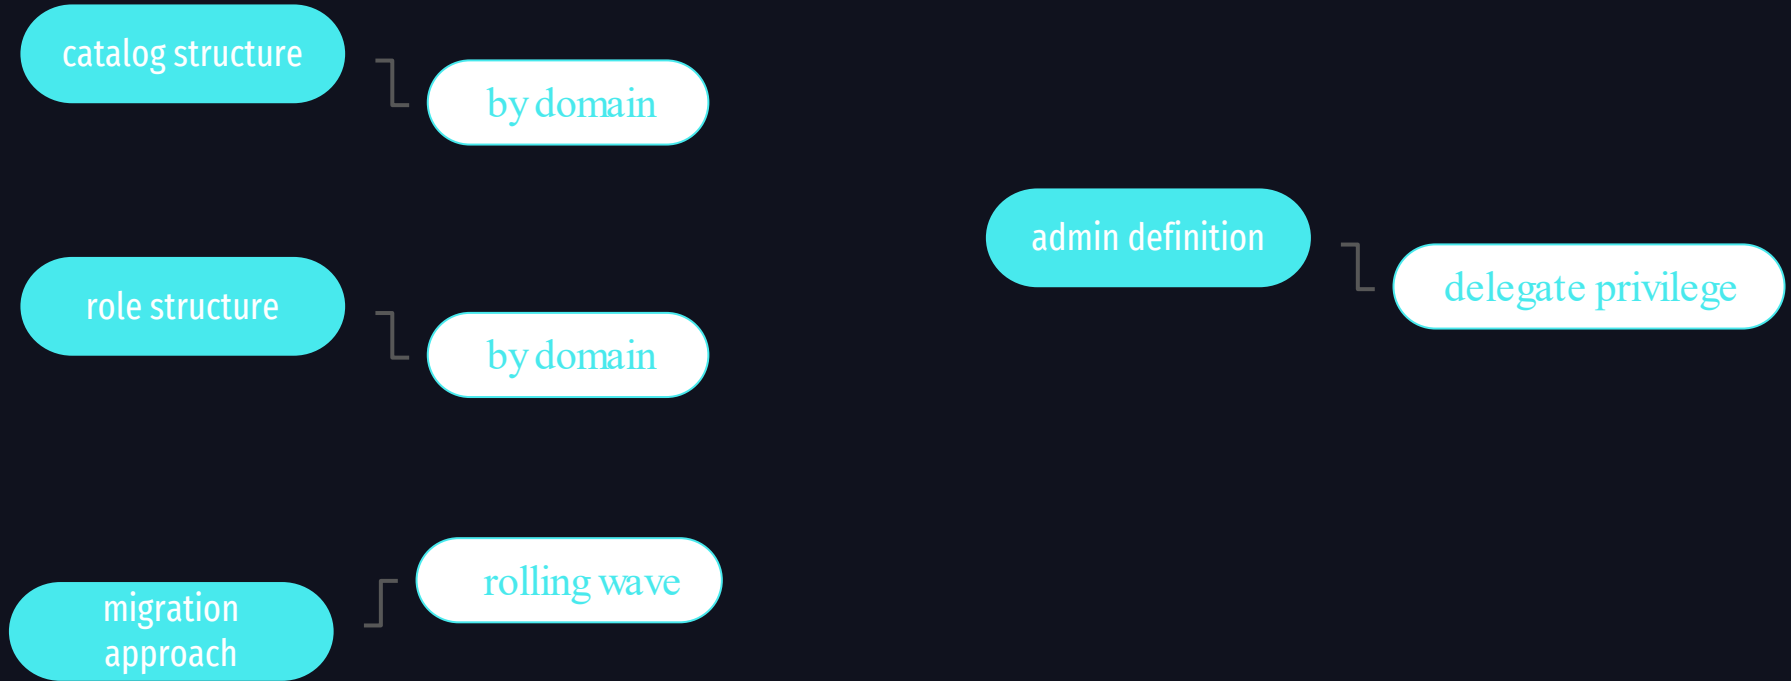 catalog structure
by domain
role structure
by domain
migration
approach
rolling wave
admin definition
delegate privilege